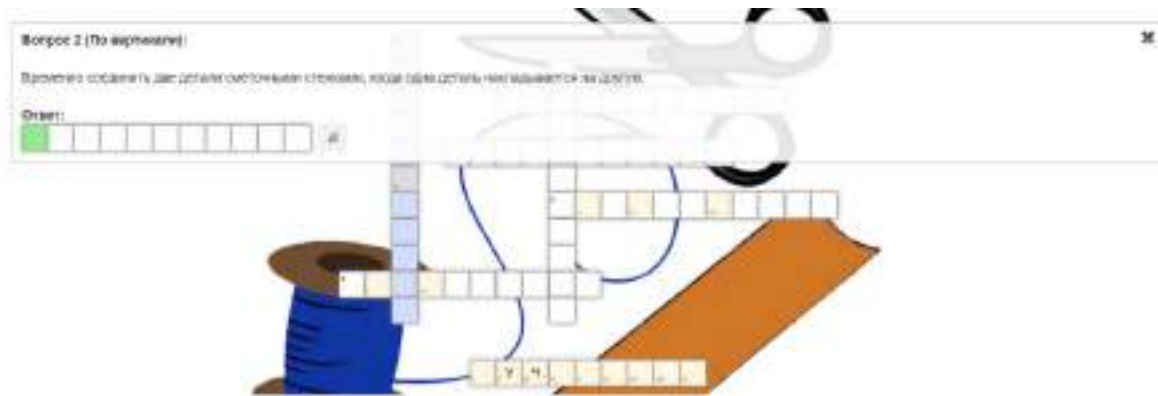 Вопрос 2 (По вертикали):
Временно соединить две детали сметочными стежками, когда одна деталь накладывается на другую.
Ответ:
У Ч